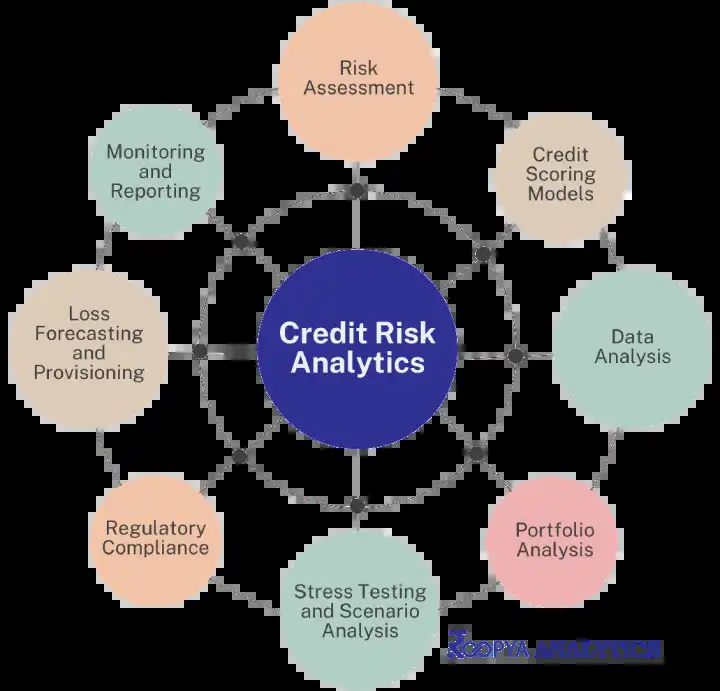 Risk
Assessment
Monitoring
and
Reporting
Credit
Scoring
Models
Loss
Forecasting
and
Provisioning
Credit Risk
Analytics
Data
Analysis
Regulatory
Compliance
Portfolio
Analysis
Stress Testing
and Scenario
Analysis
ANALYTICS